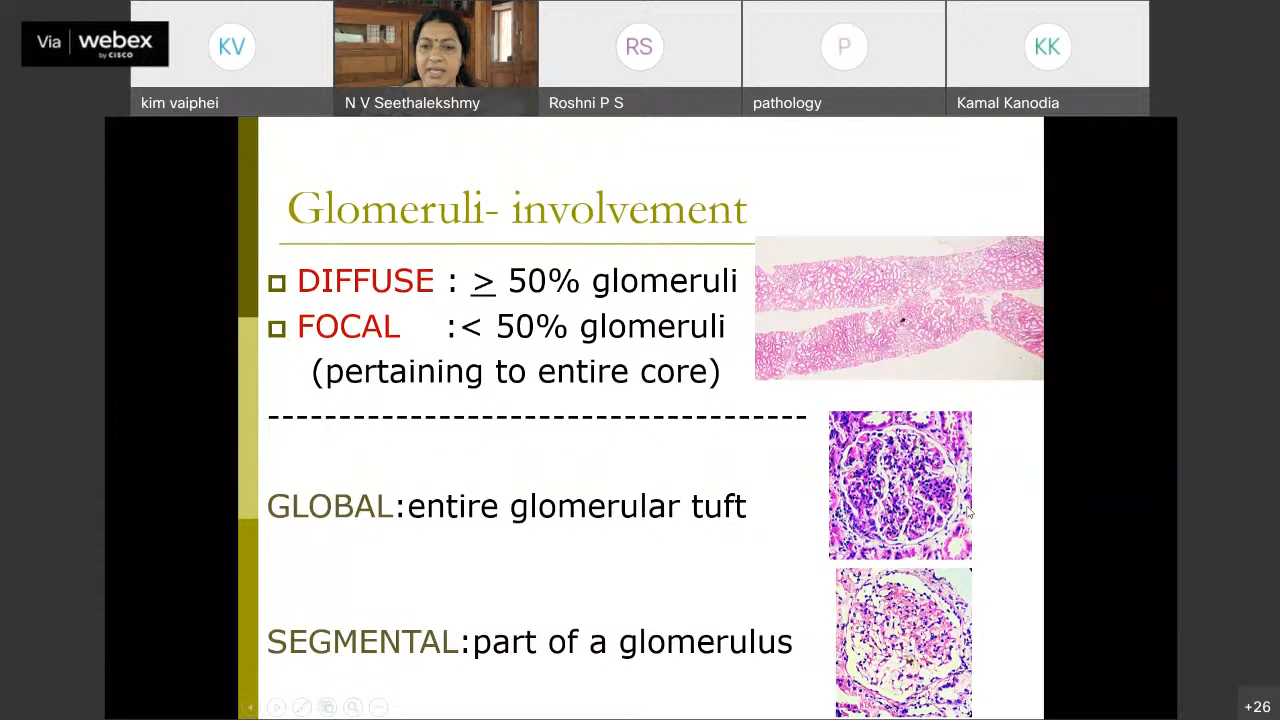 Via webex
by CISCO
KV
RS
P
KK
kim vaiphei
N V Seethalekshmy
Roshni P S
pathology
Kamal Kanodia
Glomeruli- involvement
DIFFUSE : ≥ 50% glomeruli
FOCAL :< 50% glomeruli
(pertaining to entire core)
--------------------------------------
GLOBAL:entire glomerular tuft
SEGMENTAL:part of a glomerulus
+26